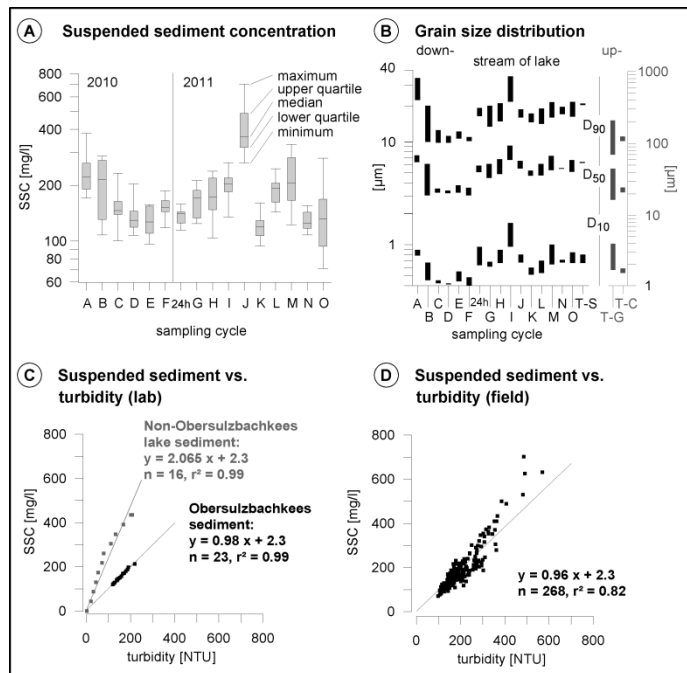 A Suspended sediment concentration
800
600
400
200
100
80
60
SSC [mg/l]
2010
2011
maximum
upper quartile
median
lower quartile
minimum
A B C D E F 24h G H I J K L M N O
sampling cycle
B Grain size distribution
down-
stream of lake
up-
40
10
1
[µm]
1000
100
10
1
[µm]
D90
D50
D10
A C E 24h H J L N T-S T-C
B D F G I K M O T-G
sampling cycle
C Suspended sediment vs.
turbidity (lab)
Non-Obersulzbachkees
lake sediment:
y = 2.065 x + 2.3
n = 16, r² = 0.99
Obersulzbachkees
sediment:
y = 0.98 x + 2.3
n = 23, r² = 0.99
800
600
400
200
0
SSC [mg/l]
0 200 400 600 800
turbidity [NTU]
D Suspended sediment vs.
turbidity (field)
800
600
400
200
0
SSC [mg/l]
y = 0.96 x + 2.3
n = 268, r² = 0.82
0 200 400 600 800
turbidity [NTU]